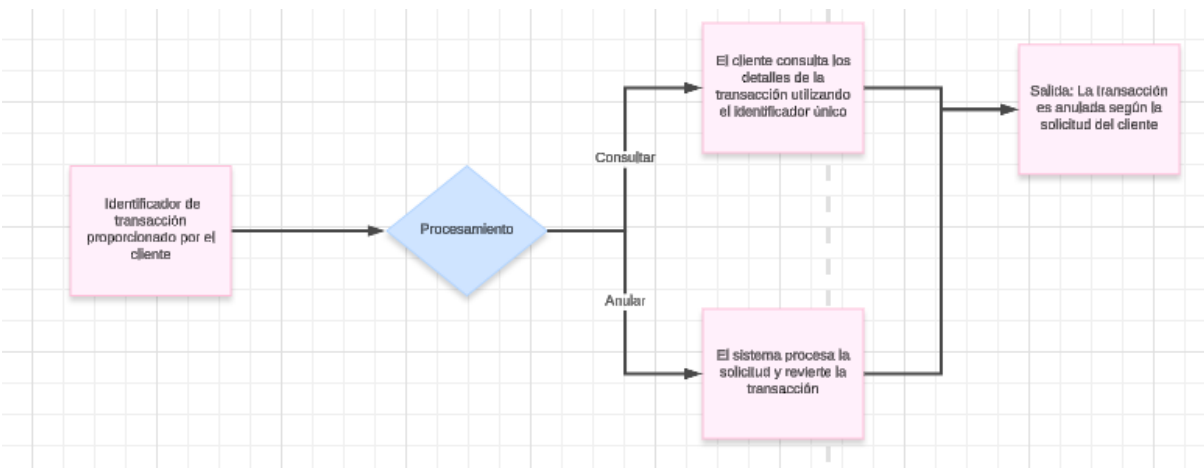 El cliente consulta los
detalles de la
transacción utilizando
el identificador único
Salida: La transacción
es anulada según la
solicitud del cliente
Consultar
Identificador de
transacción
proporcionado por el
cliente
Procesamiento
Anular
El sistema procesa la
solicitud y revierte la
transacción